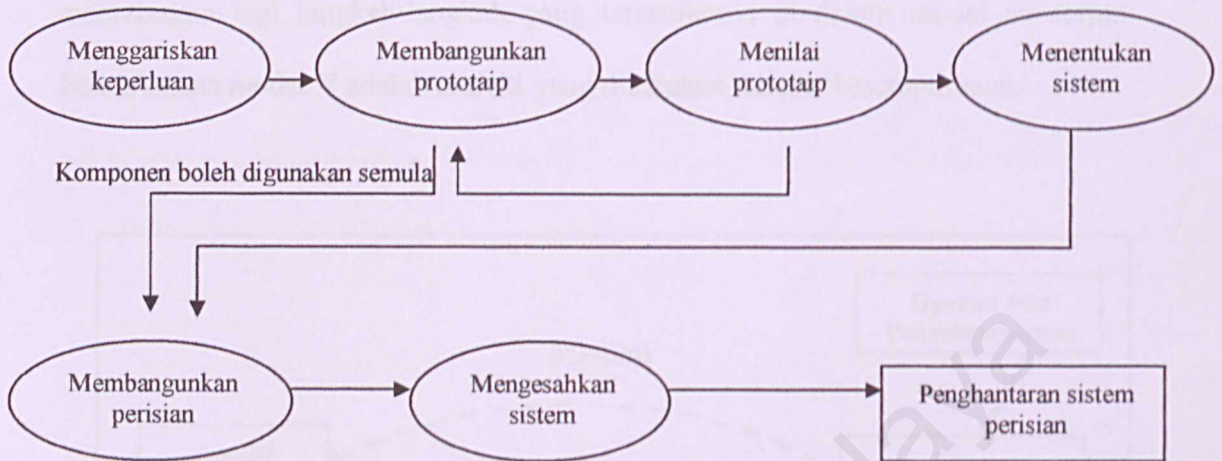 Menggariskan
keperluan
Membangunkan
prototaip
Menilai
prototaip
Menentukan
sistem
Komponen boleh digunakan semula
Membangunkan
perisian
Mengesahkan
sistem
Penghantaran sistem
perisian